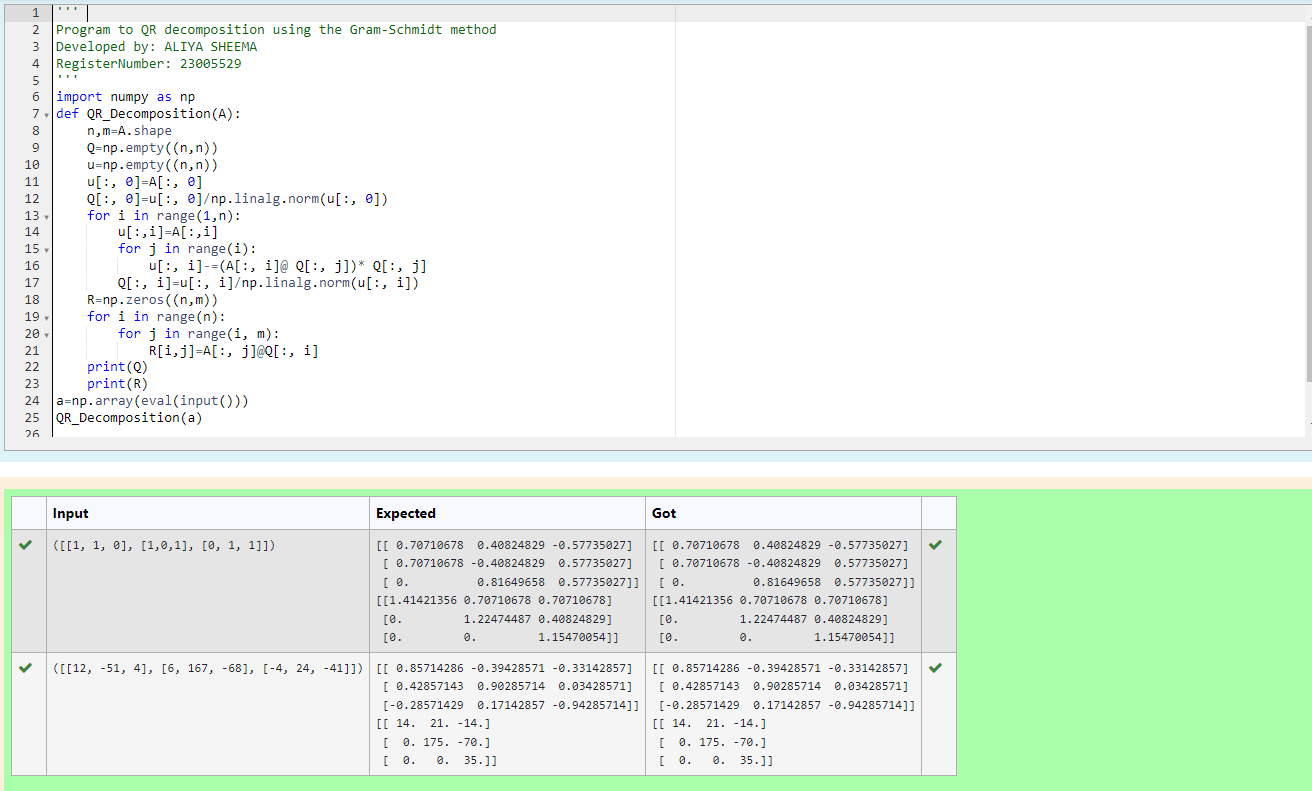 1 '''
2 Program to QR decomposition using the Gram-Schmidt method
3 Developed by: ALIYA SHEEMA
4 RegisterNumber: 23005529
5 '''
6 import numpy as np
7 def QR_Decomposition(A):
8     n,m=A.shape
9     Q=np.empty((n,n))
10     u=np.empty((n,n))
11     u[:, 0]=A[:, 0]
12     Q[:, 0]=u[:, 0]/np.linalg.norm(u[:, 0])
13     for i in range(1,n):
14         u[:,i]=A[:,i]
15         for j in range(i):
16             u[:, i]-=(A[:, i]@ Q[:, j])* Q[:, j]
17         Q[:, i]=u[:, i]/np.linalg.norm(u[:, i])
18     R=np.zeros((n,m))
19     for i in range(n):
20         for j in range(i, m):
21             R[i,j]=A[:, j]@Q[:, i]
22     print(Q)
23     print(R)
24 a=np.array(eval(input()))
25 QR_Decomposition(a)
26
Input Expected Got
([[1, 1, 0], [1,0,1], [0, 1, 1]]) [[ 0.70710678  0.40824829 -0.57735027] [[ 0.70710678  0.40824829 -0.57735027]
[ 0.70710678 -0.40824829  0.57735027] [ 0.70710678 -0.40824829  0.57735027]
[ 0.          0.81649658  0.57735027]] [ 0.          0.81649658  0.57735027]]
[[1.41421356 0.70710678 0.70710678] [[1.41421356 0.70710678 0.70710678]
[0.         1.22474487 0.40824829] [0.         1.22474487 0.40824829]
[0.         0.         1.15470054]] [0.         0.         1.15470054]]
([[12, -51, 4], [6, 167, -68], [-4, 24, -41]]) [[ 0.85714286 -0.39428571 -0.33142857] [[ 0.85714286 -0.39428571 -0.33142857]
[ 0.42857143  0.90285714  0.03428571] [ 0.42857143  0.90285714  0.03428571]
[-0.28571429  0.17142857 -0.94285714]] [-0.28571429  0.17142857 -0.94285714]]
[[ 14.  21. -14.] [[ 14.  21. -14.]
[  0. 175. -70.] [  0. 175. -70.]
[  0.   0.  35.]] [  0.   0.  35.]]